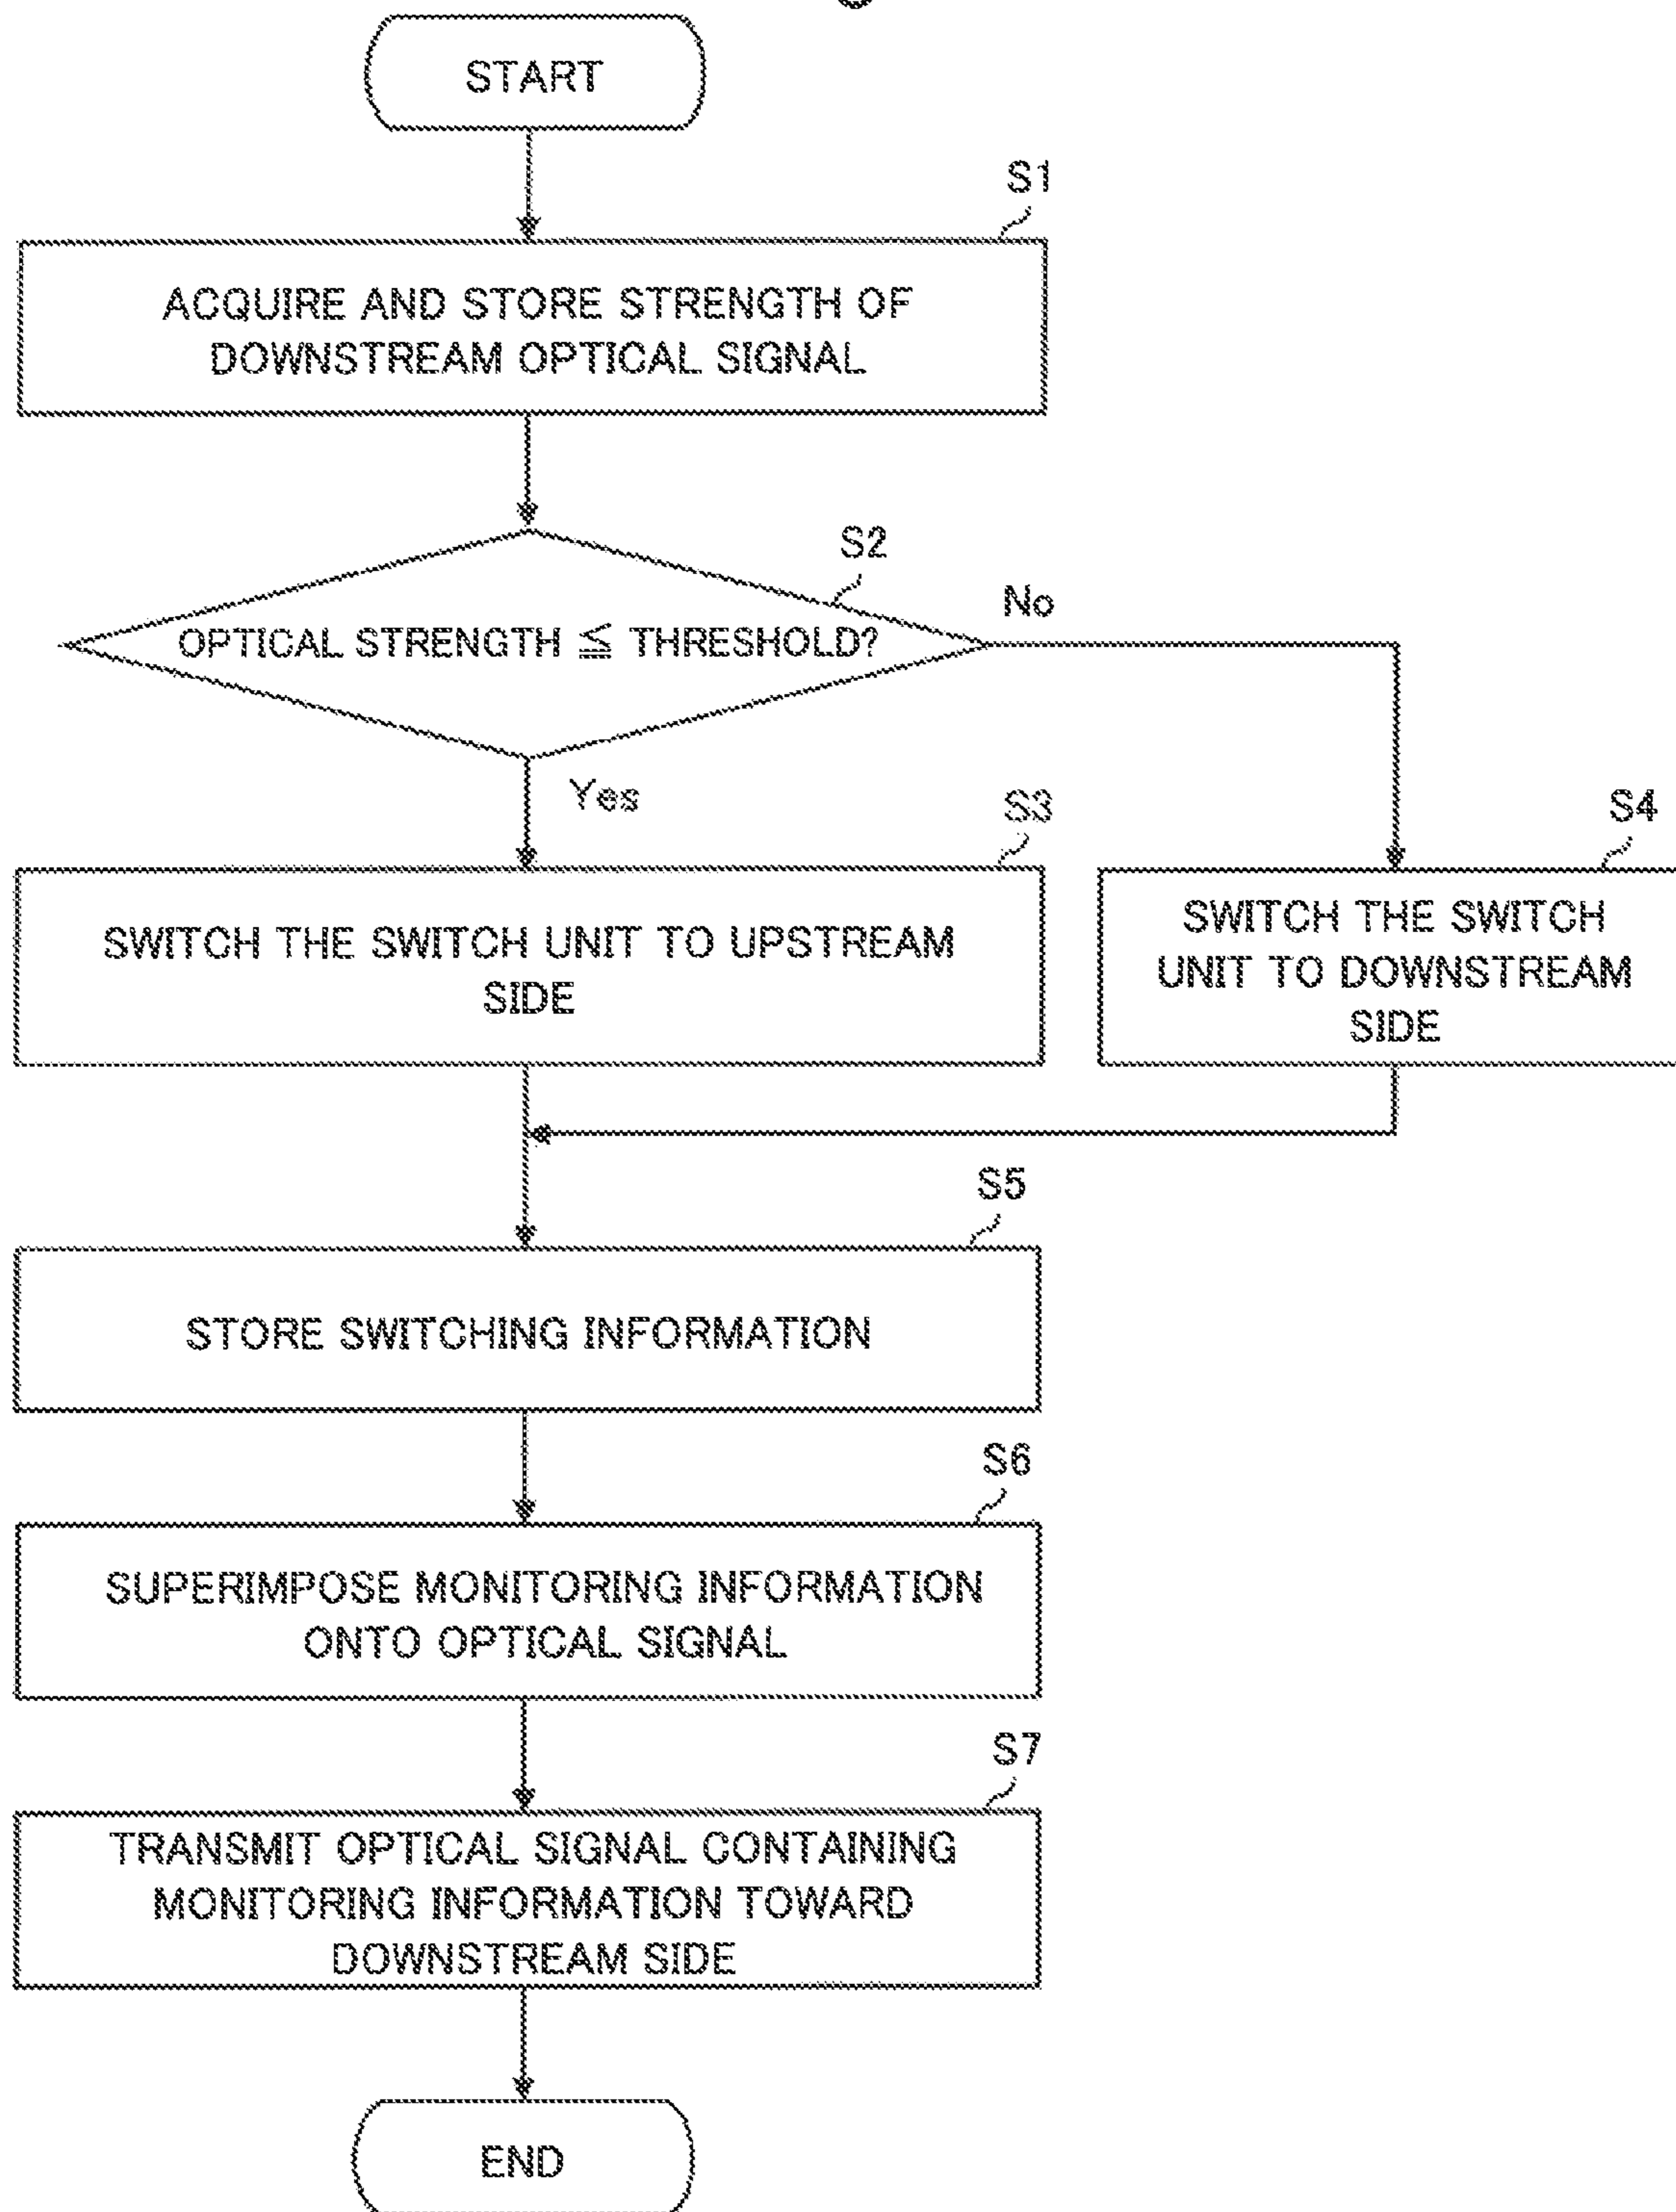 START
S1
ACQUIRE AND STORE STRENGTH OF
DOWNSTREAM OPTICAL SIGNAL
S2
OPTICAL STRENGTH ≦ THRESHOLD?
No
Yes
S3
SWITCH THE SWITCH UNIT TO UPSTREAM
SIDE
S4
SWITCH THE SWITCH
UNIT TO DOWNSTREAM
SIDE
S5
STORE SWITCHING INFORMATION
S6
SUPERIMPOSE MONITORING INFORMATION
ONTO OPTICAL SIGNAL
S7
TRANSMIT OPTICAL SIGNAL CONTAINING
MONITORING INFORMATION TOWARD
DOWNSTREAM SIDE
END